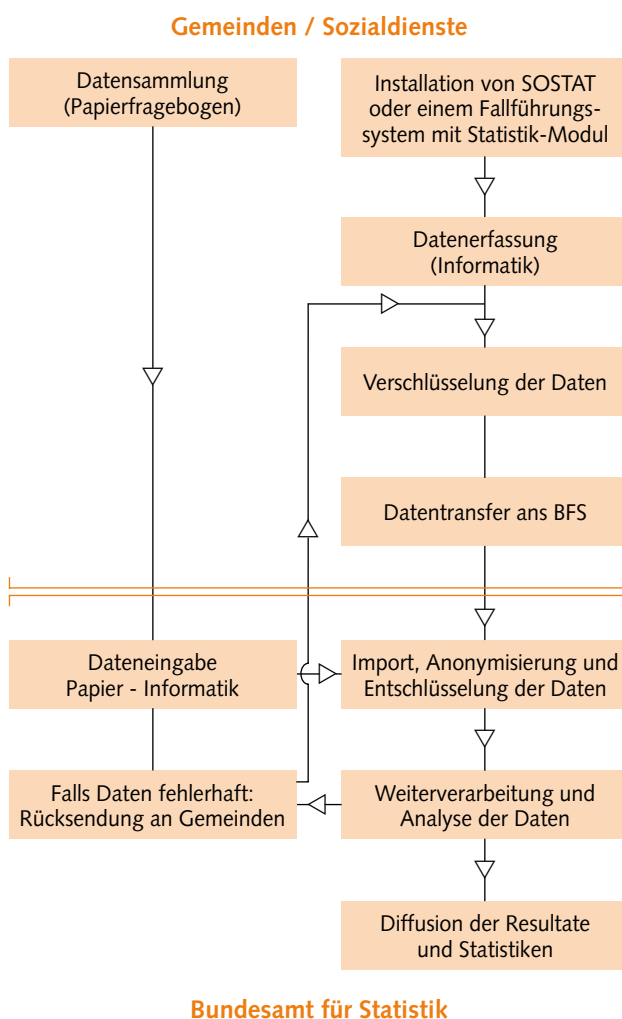 Gemeinden / Sozialdienste
Datensammlung
(Papierfragebogen)
Installation von SOSTAT
oder einem Fallführungs-
system mit Statistik-Modul
Datenerfassung
(Informatik)
Verschlüsselung der Daten
Datentransfer ans BFS
Dateneingabe
Papier - Informatik
Import, Anonymisierung und
Entschlüsselung der Daten
Falls Daten fehlerhaft:
Rücksendung an Gemeinden
Weiterverarbeitung und
Analyse der Daten
Diffusion der Resultate
und Statistiken
Bundesamt für Statistik